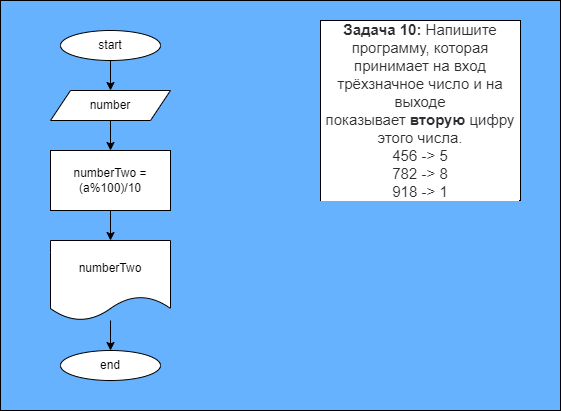 start
number
numberTwo =
(a%100)/10
numberTwo
end
Задача 10: Напишите
программу, которая
принимает на вход
трёхзначное число и на
выходе
показывает вторую цифру
этого числа.
456 -> 5
782 -> 8
918 -> 1